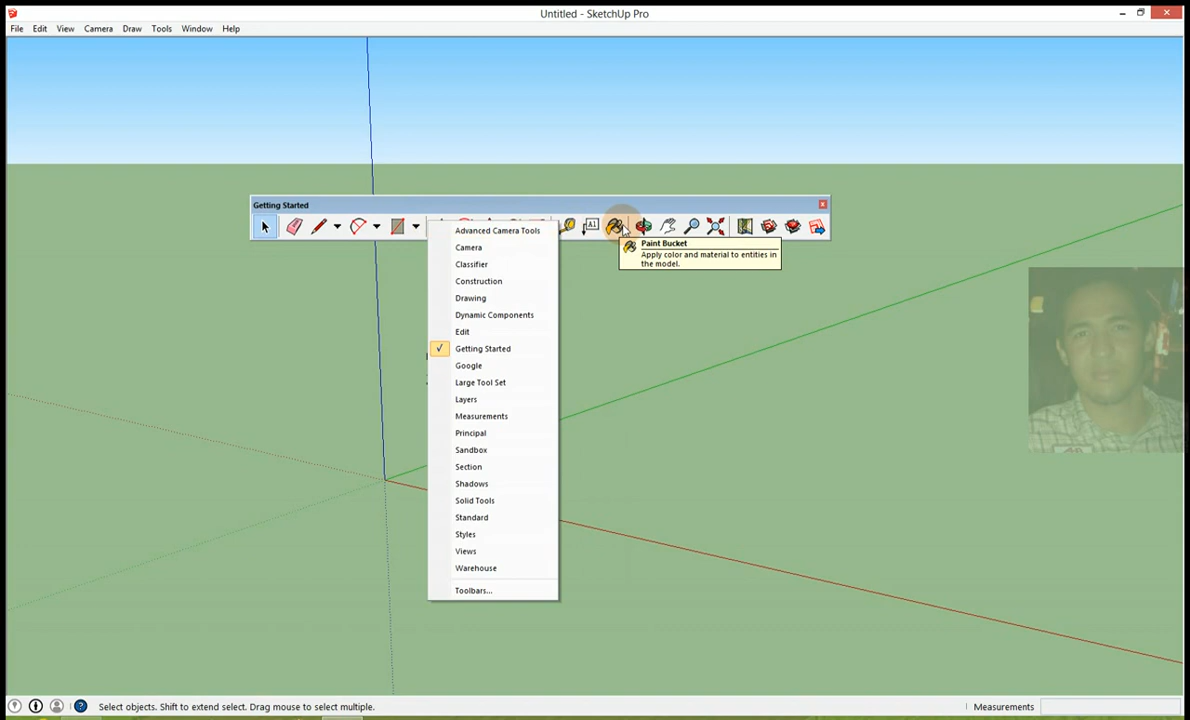 Untitled - SketchUp Pro
File Edit View Camera Draw Tools Window Help
Getting Started
A1
Paint Bucket
Apply color and material to entities in
the model.
Advanced Camera Tools
Camera
Classifier
Construction
Drawing
Dynamic Components
Edit
✓ Getting Started
Google
Large Tool Set
Layers
Measurements
Principal
Sandbox
Section
Shadows
Solid Tools
Standard
Styles
Views
Warehouse
Toolbars...
Select objects. Shift to extend select. Drag mouse to select multiple. Measurements